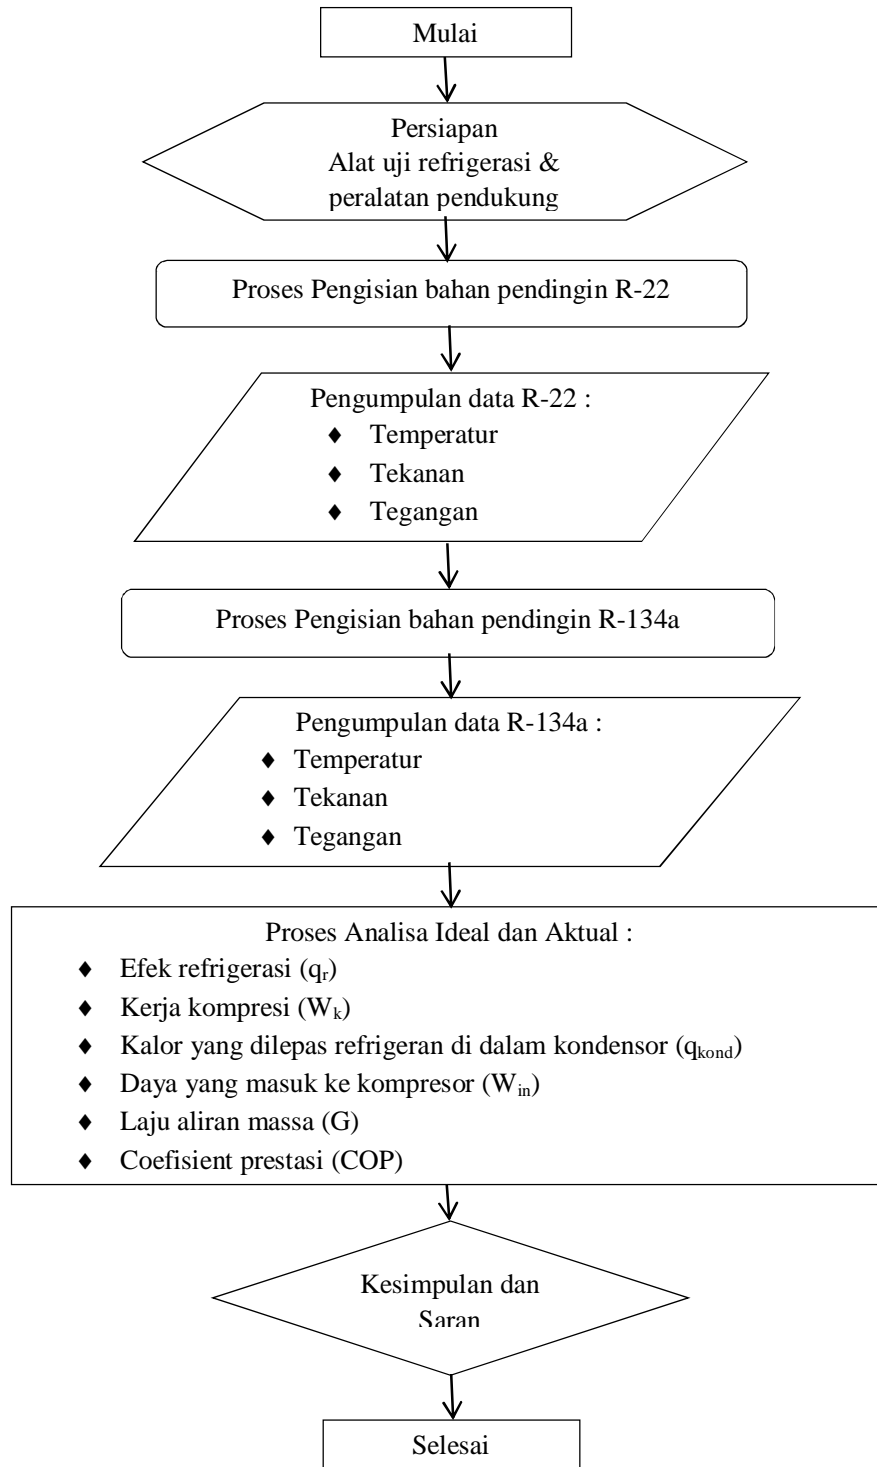 Mulai
Persiapan
Alat uji refrigerasi &
peralatan pendukung
Proses Pengisian bahan pendingin R-22
Pengumpulan data R-22 :
♦ Temperatur
♦ Tekanan
♦ Tegangan
Proses Pengisian bahan pendingin R-134a
Pengumpulan data R-134a :
♦ Temperatur
♦ Tekanan
♦ Tegangan
Proses Analisa Ideal dan Aktual :
♦ Efek refrigerasi (qr)
♦ Kerja kompresi (Wk)
♦ Kalor yang dilepas refrigeran di dalam kondensor (qkond)
♦ Daya yang masuk ke kompresor (Win)
♦ Laju aliran massa (G)
♦ Coefisient prestasi (COP)
Kesimpulan dan
Saran
Selesai